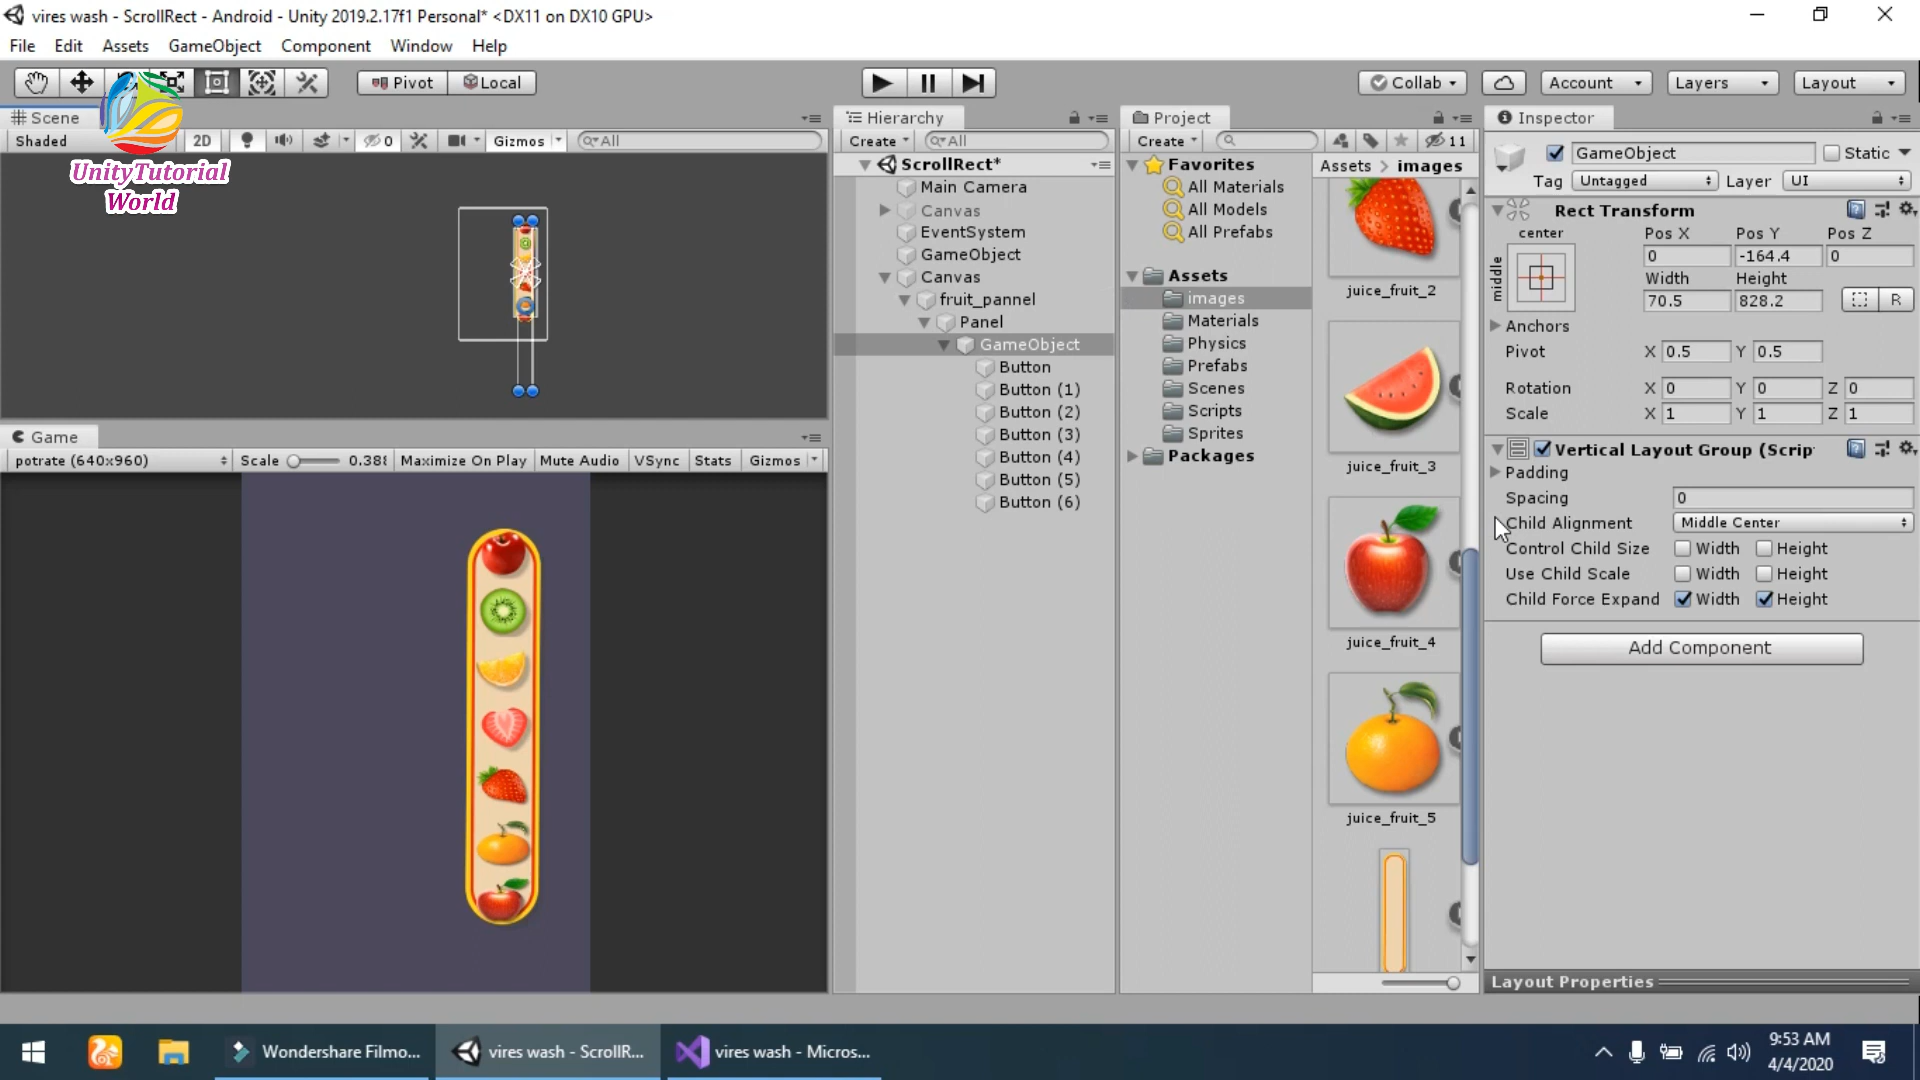 vires wash - ScrollRect - Android - Unity 2019.2.17f1 Personal* <DX11 on DX10 GPU>
File Edit Assets GameObject Component Window Help
Pivot Local Collab Account Layers Layout
Scene
Shaded 2D 0 Gizmos All
UnityTutorial
World
Game
potrate (640x960) Scale 0.388 Maximize On Play Mute Audio VSync Stats Gizmos
Hierarchy
Create All
ScrollRect*
Main Camera
Canvas
EventSystem
GameObject
Canvas
fruit_pannel
Panel
GameObject
Button
Button (1)
Button (2)
Button (3)
Button (4)
Button (5)
Button (6)
Project
Create 11
Favorites
All Materials
All Models
All Prefabs
Assets
images
Materials
Physics
Prefabs
Scenes
Scripts
Sprites
Packages
Assets > images
juice_fruit_2
juice_fruit_3
juice_fruit_4
juice_fruit_5
Inspector
GameObject Static
Tag Untagged Layer UI
Rect Transform
center Pos X Pos Y Pos Z
middle 0 -164.4 0
Width Height
70.5 828.2 R
Anchors
Pivot X 0.5 Y 0.5
Rotation X 0 Y 0 Z 0
Scale X 1 Y 1 Z 1
Vertical Layout Group (Scrip
Padding
Spacing 0
Child Alignment Middle Center
Control Child Size Width Height
Use Child Scale Width Height
Child Force Expand Width Height
Add Component
Layout Properties
Wondershare Filmo... vires wash - ScrollR... vires wash - Micros...
9:53 AM
4/4/2020